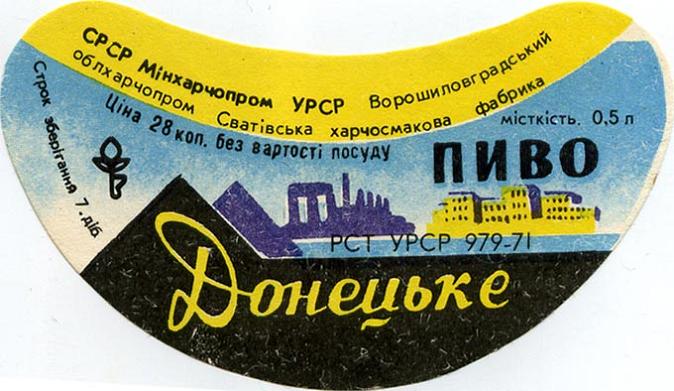 СРСР Мінхарчопром УРСР Ворошиловградський
облхарчопром Сватівська харчосмакова фабрика
Ціна 28 коп. без вартості посуду
місткість. 0,5 л
Строк зберігання 7. діб.
ПИВО
РСТ УРСР 979-71
Донецьке